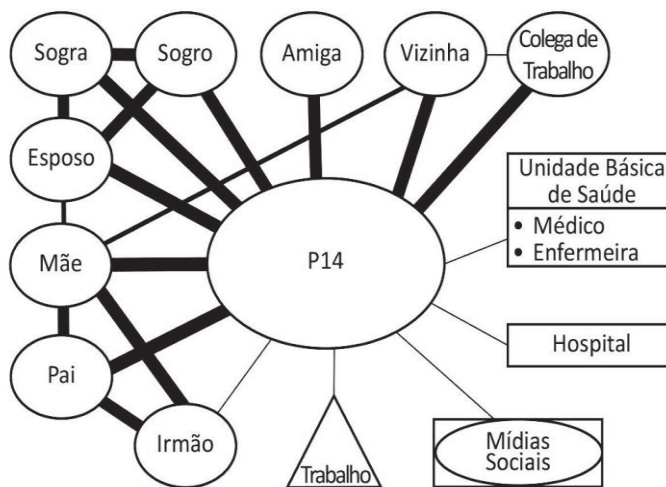 Sogra
Sogro
Amiga
Vizinha
Colega de
Trabalho
Esposo
Unidade Básica
de Saúde
• Médico
• Enfermeira
P14
Mãe
Hospital
Pai
Irmão
Trabalho
Mídias
Sociais